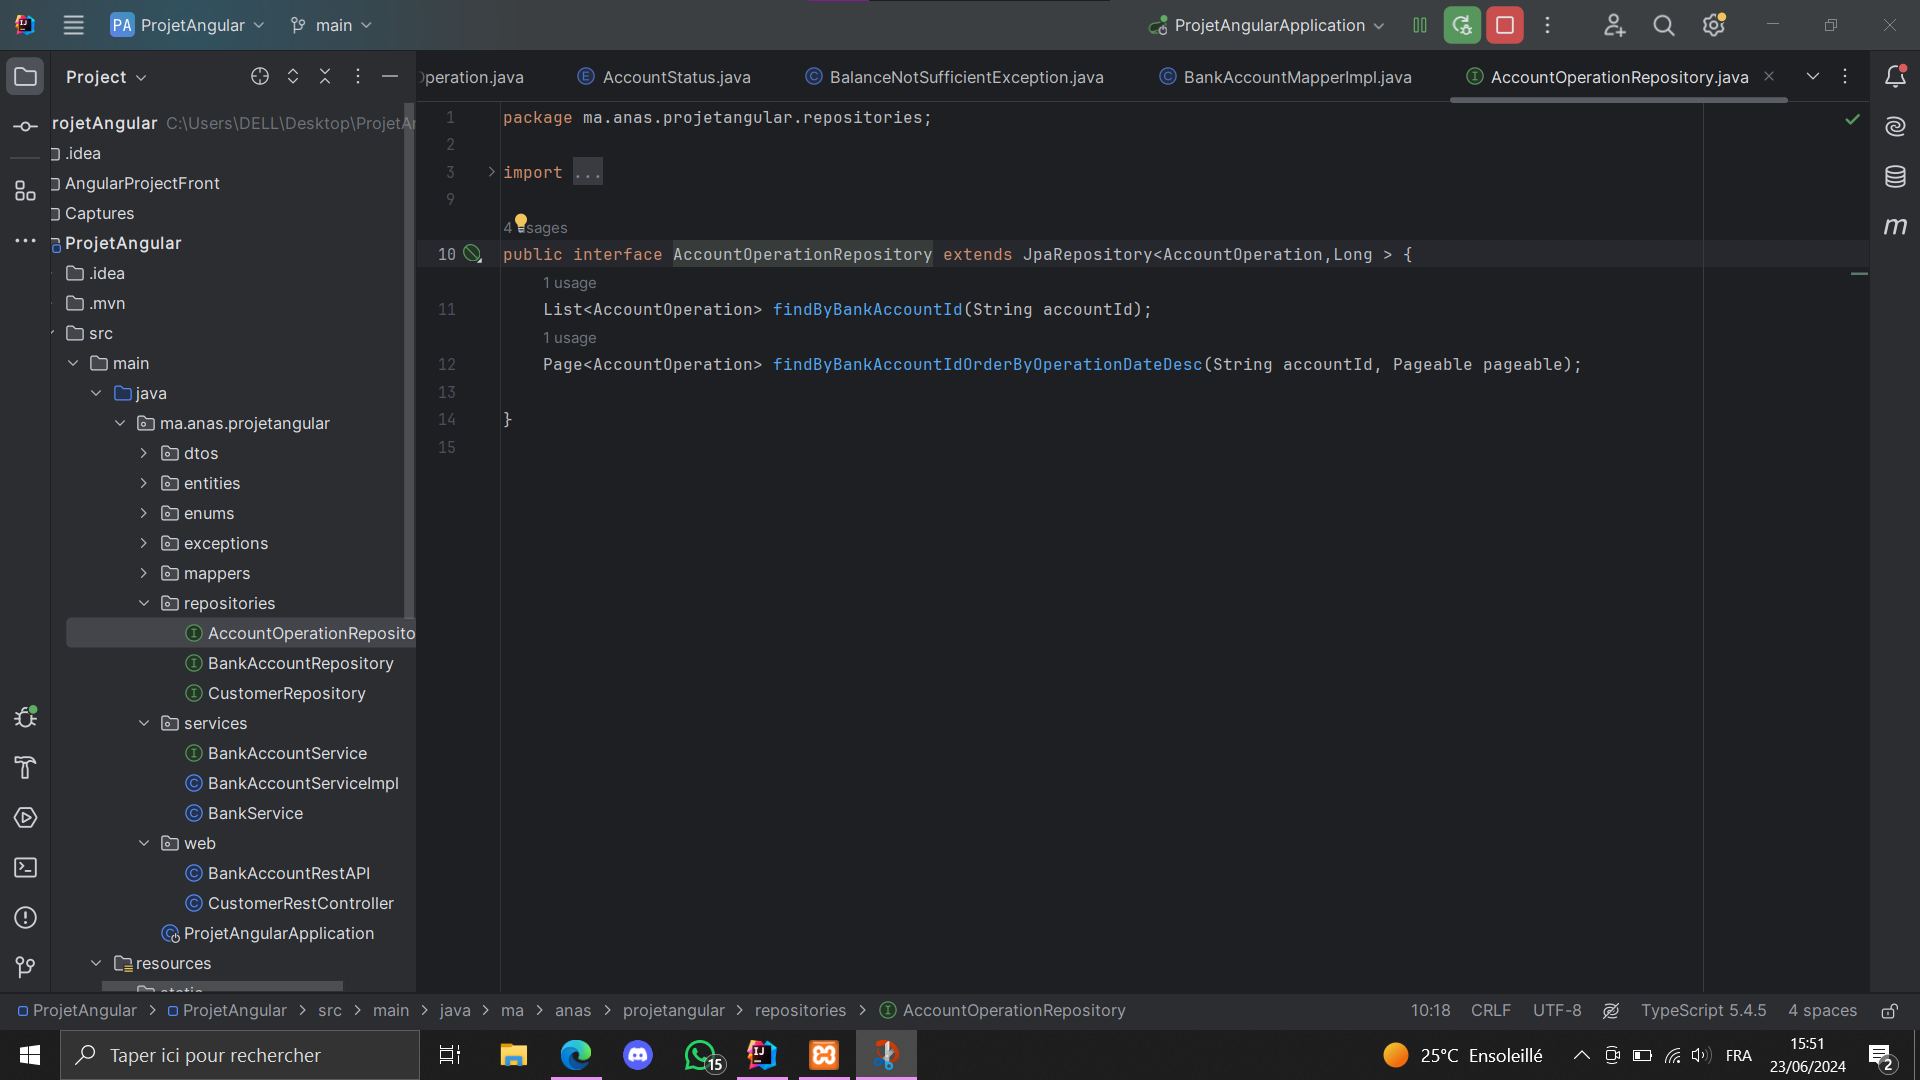 PA ProjetAngular main ProjetAngularApplication
Project
Operation.java AccountStatus.java BalanceNotSufficientException.java BankAccountMapperImpl.java AccountOperationRepository.java
rojetAngular C:\Users\DELL\Desktop\ProjetAn
.idea
AngularProjectFront
Captures
ProjetAngular
.idea
.mvn
src
main
java
ma.anas.projetangular
dtos
entities
enums
exceptions
mappers
repositories
AccountOperationReposito
BankAccountRepository
CustomerRepository
services
BankAccountService
BankAccountServiceImpl
BankService
web
BankAccountRestAPI
CustomerRestController
ProjetAngularApplication
resources
1 package ma.anas.projetangular.repositories;
2
3 import ...
9
4 usages
10 public interface AccountOperationRepository extends JpaRepository<AccountOperation,Long > {
1 usage
11 List<AccountOperation> findByBankAccountId(String accountId);
1 usage
12 Page<AccountOperation> findByBankAccountIdOrderByOperationDateDesc(String accountId, Pageable pageable);
13
14 }
15
ProjetAngular > ProjetAngular > src > main > java > ma > anas > projetangular > repositories > AccountOperationRepository
10:18 CRLF UTF-8 TypeScript 5.4.5 4 spaces
Taper ici pour rechercher
15
25°C Ensoleillé
FRA
15:51
23/06/2024
2